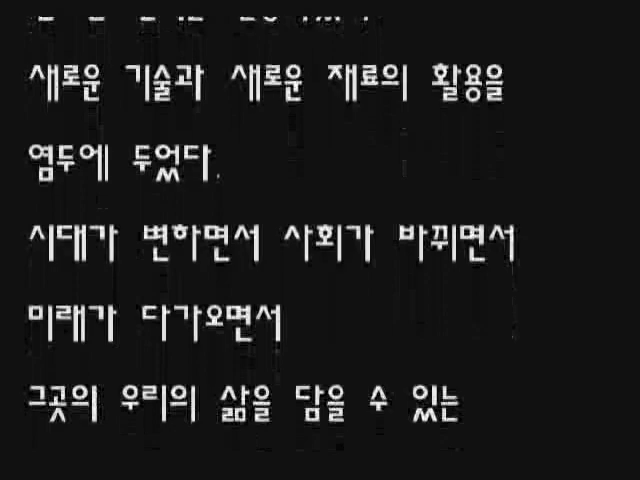 새로운 기술과 새로운 재료의 활용을
염두에 두었다.
시대가 변하면서 사회가 바뀌면서
미래가 다가오면서
그곳의 우리의 삶을 담을 수 있는